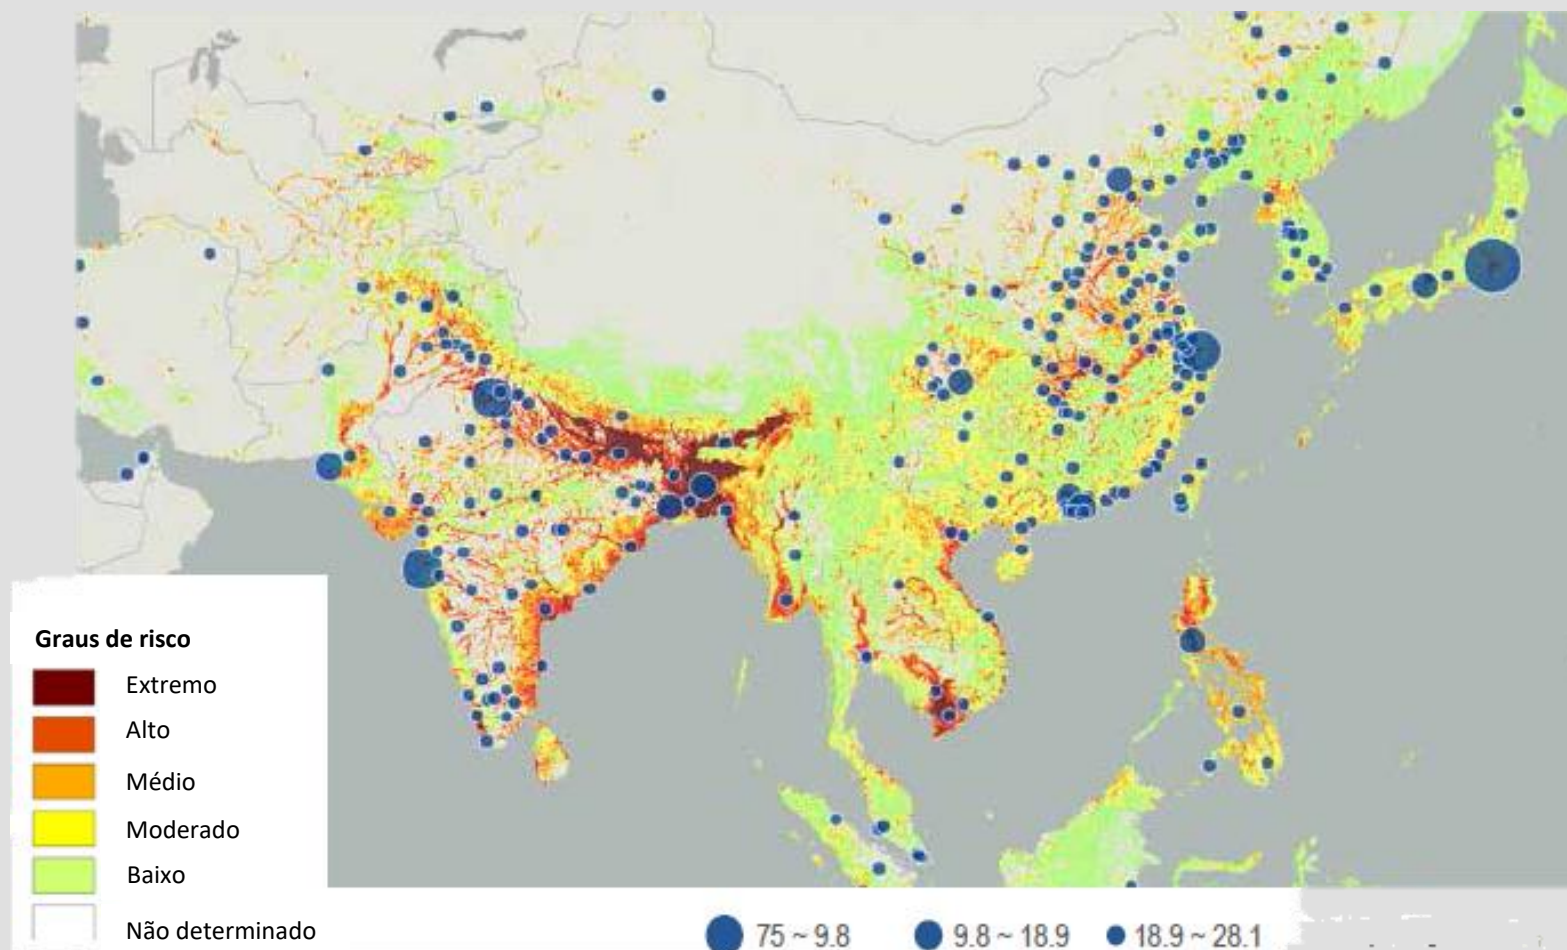 Graus de risco
Extremo
Alto
Médio
Moderado
Baixo
Não determinado
75 ~ 9.8 9.8 ~ 18.9 18.9 ~ 28.1